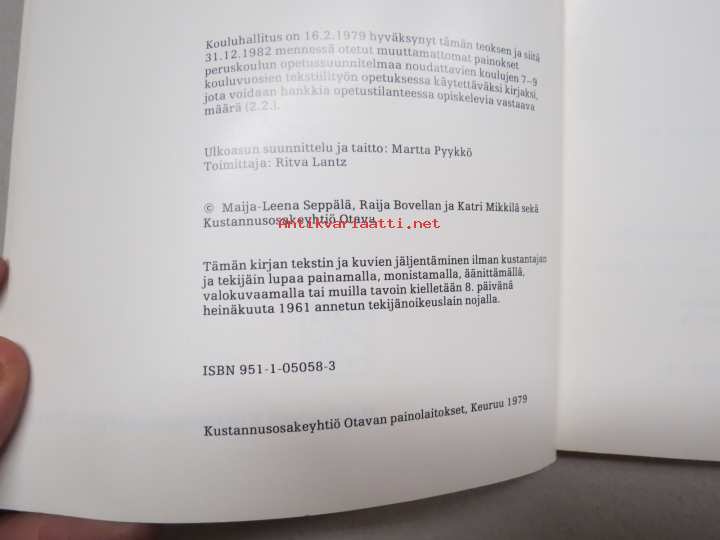 Kouluhallitus on 16.2.1979 hyväksynyt tämän teoksen ja siitä
31.12.1982 mennessä otetut muuttamattomat painokset
peruskoulun opetussuunnitelmaa noudattavien koulujen 7–9
kouluvuosien tekstiilityön opetuksessa käytettäväksi kirjaksi,
jota voidaan hankkia opetustilanteessa opiskelevia vastaava
määrä (2.2.).
Ulkoasun suunnittelu ja taitto: Martta Pyykkö
Toimittaja: Ritva Lantz
© Maija-Leena Seppälä, Raija Bovellan ja Katri Mikkilä sekä
Kustannusosakeyhtiö Otava
Antikvariaatti.net
Tämän kirjan tekstin ja kuvien jäljentäminen ilman kustantajan
ja tekijäin lupaa painamalla, monistamalla, äänittämällä,
valokuvaamalla tai muilla tavoin kielletään 8. päivänä
heinäkuuta 1961 annetun tekijänoikeuslain nojalla.
ISBN 951-1-05058-3
Kustannusosakeyhtiö Otavan painolaitokset, Keuruu 1979